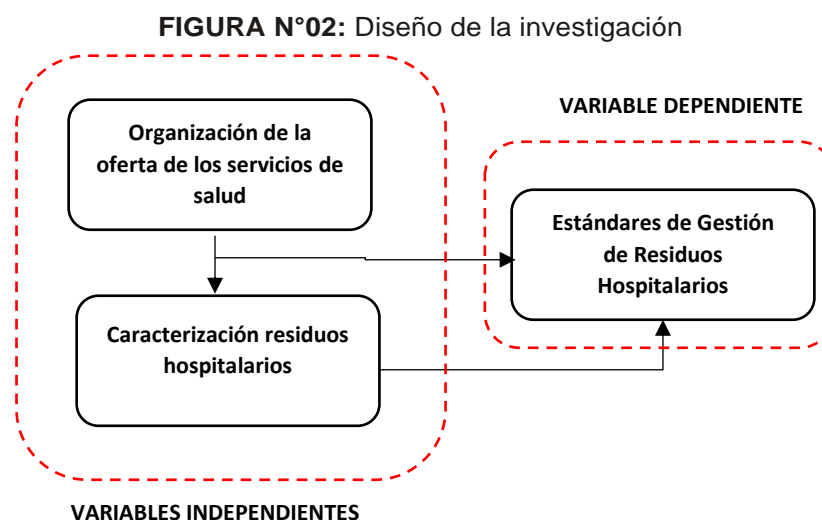 FIGURA N°02: Diseño de la investigación
VARIABLE DEPENDIENTE
Organización de la
oferta de los servicios de
salud
Estándares de Gestión
de Residuos
Hospitalarios
Caracterización residuos
hospitalarios
VARIABLES INDEPENDIENTES